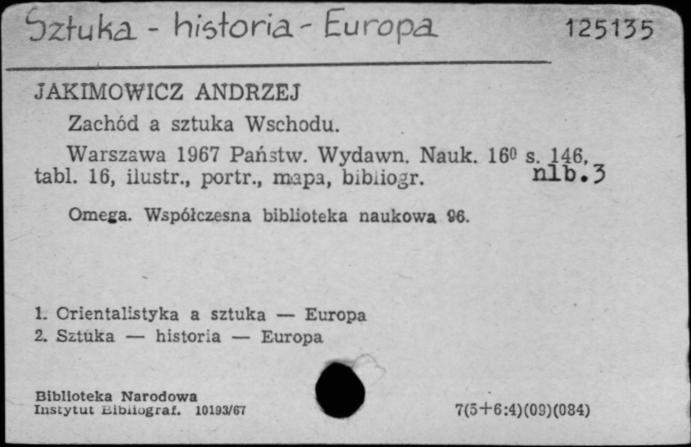 Sztuka - historia - Europa 125135
JAKIMOWICZ ANDRZEJ
Zachód a sztuka Wschodu.
Warszawa 1967 Państw. Wydawn. Nauk. 16⁰ s. 146,
tabl. 16, ilustr., portr., mapa, bibliogr. nlb.3
Omega. Współczesna biblioteka naukowa 96.
1. Orientalistyka a sztuka — Europa
2. Sztuka — historia — Europa
Biblioteka Narodowa
Instytut Bibliograf. 10193/67 7(5+6:4)(09)(084)